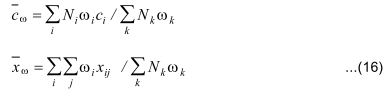 c̄_ω = ∑_i N_i ω_i c_i / ∑_k N_k ω_k
x̄_ω = ∑_i ∑_j ω_i x_ij / ∑_k N_k ω_k ...(16)